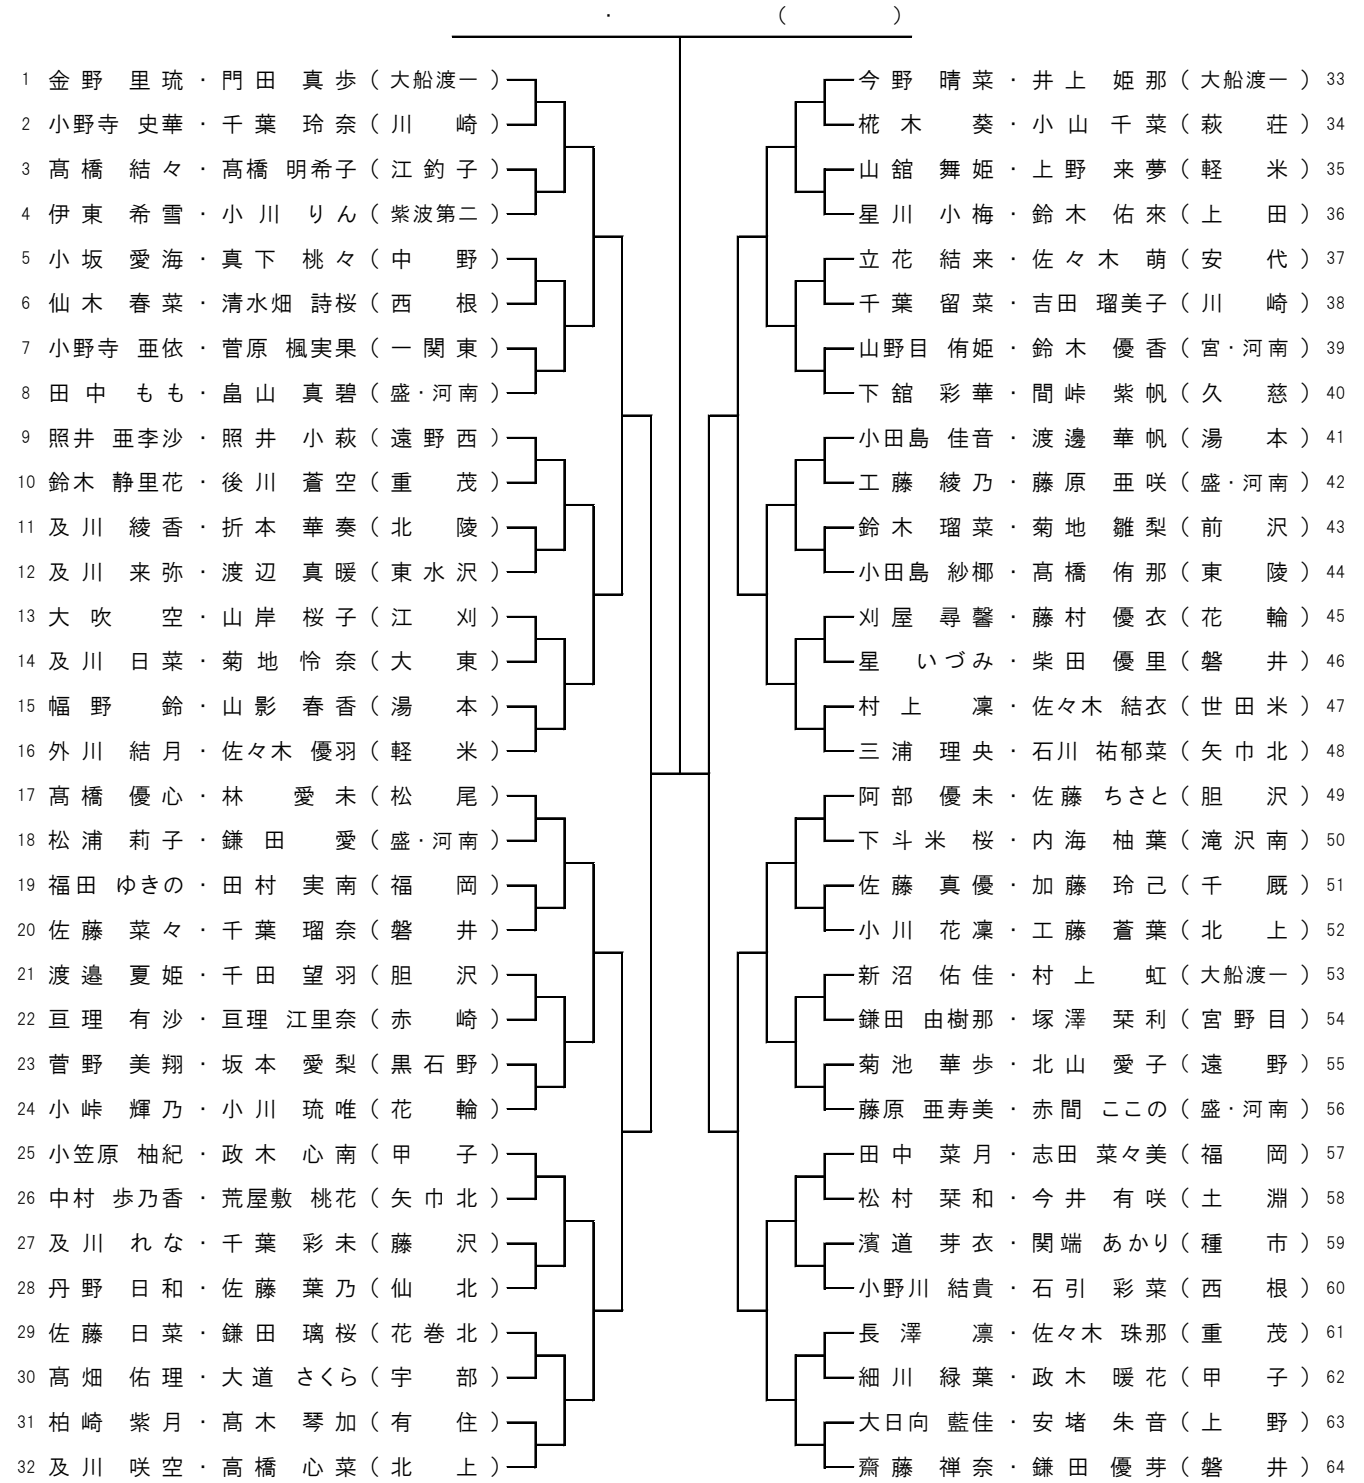 ・ （ ）
1 金野 里琉・門田 真歩（大船渡一）
2 小野寺 史華・千葉 玲奈（川 崎）
3 髙橋 結々・髙橋 明希子（江釣子）
4 伊東 希雪・小川 りん（紫波第二）
5 小坂 愛海・真下 桃々（中 野）
6 仙木 春菜・清水畑 詩桜（西 根）
7 小野寺 亜依・菅原 楓実果（一関東）
8 田中 もも・畠山 真碧（盛・河南）
9 照井 亜李沙・照井 小萩（遠野西）
10 鈴木 静里花・後川 蒼空（重 茂）
11 及川 綾香・折本 華奏（北 陵）
12 及川 来弥・渡辺 真暖（東水沢）
13 大吹 空・山岸 桜子（江 刈）
14 及川 日菜・菊地 怜奈（大 東）
15 幅野 鈴・山影 春香（湯 本）
16 外川 結月・佐々木 優羽（軽 米）
17 髙橋 優心・林 愛未（松 尾）
18 松浦 莉子・鎌田 愛（盛・河南）
19 福田 ゆきの・田村 実南（福 岡）
20 佐藤 菜々・千葉 瑠奈（磐 井）
21 渡邉 夏姫・千田 望羽（胆 沢）
22 亘理 有沙・亘理 江里奈（赤 崎）
23 菅野 美翔・坂本 愛梨（黒石野）
24 小峠 輝乃・小川 琉唯（花 輪）
25 小笠原 柚紀・政木 心南（甲 子）
26 中村 歩乃香・荒屋敷 桃花（矢巾北）
27 及川 れな・千葉 彩未（藤 沢）
28 丹野 日和・佐藤 葉乃（仙 北）
29 佐藤 日菜・鎌田 璃桜（花巻北）
30 髙畑 佑理・大道 さくら（宇 部）
31 柏崎 紫月・髙木 琴加（有 住）
32 及川 咲空・高橋 心菜（北 上）
今野 晴菜・井上 姫那（大船渡一）33
椛木 葵・小山 千菜（萩 荘）34
山舘 舞姫・上野 来夢（軽 米）35
星川 小梅・鈴木 佑來（上 田）36
立花 結来・佐々木 萌（安 代）37
千葉 留菜・吉田 瑠美子（川 崎）38
山野目 侑姫・鈴木 優香（宮・河南）39
下舘 彩華・間峠 紫帆（久 慈）40
小田島 佳音・渡邊 華帆（湯 本）41
工藤 綾乃・藤原 亜咲（盛・河南）42
鈴木 瑠菜・菊地 雛梨（前 沢）43
小田島 紗椰・髙橋 侑那（東 陵）44
刈屋 尋馨・藤村 優衣（花 輪）45
星 いづみ・柴田 優里（磐 井）46
村上 凜・佐々木 結衣（世田米）47
三浦 理央・石川 祐郁菜（矢巾北）48
阿部 優未・佐藤 ちさと（胆 沢）49
下斗米 桜・内海 柚葉（滝沢南）50
佐藤 真優・加藤 玲己（千 厩）51
小川 花凜・工藤 蒼葉（北 上）52
新沼 佑佳・村上 虹（大船渡一）53
鎌田 由樹那・塚澤 栞利（宮野目）54
菊池 華歩・北山 愛子（遠 野）55
藤原 亜寿美・赤間 ここの（盛・河南）56
田中 菜月・志田 菜々美（福 岡）57
松村 栞和・今井 有咲（土 淵）58
濱道 芽衣・関端 あかり（種 市）59
小野川 結貴・石引 彩菜（西 根）60
長澤 凛・佐々木 珠那（重 茂）61
細川 緑葉・政木 暖花（甲 子）62
大日向 藍佳・安堵 朱音（上 野）63
齋藤 禅奈・鎌田 優芽（磐 井）64